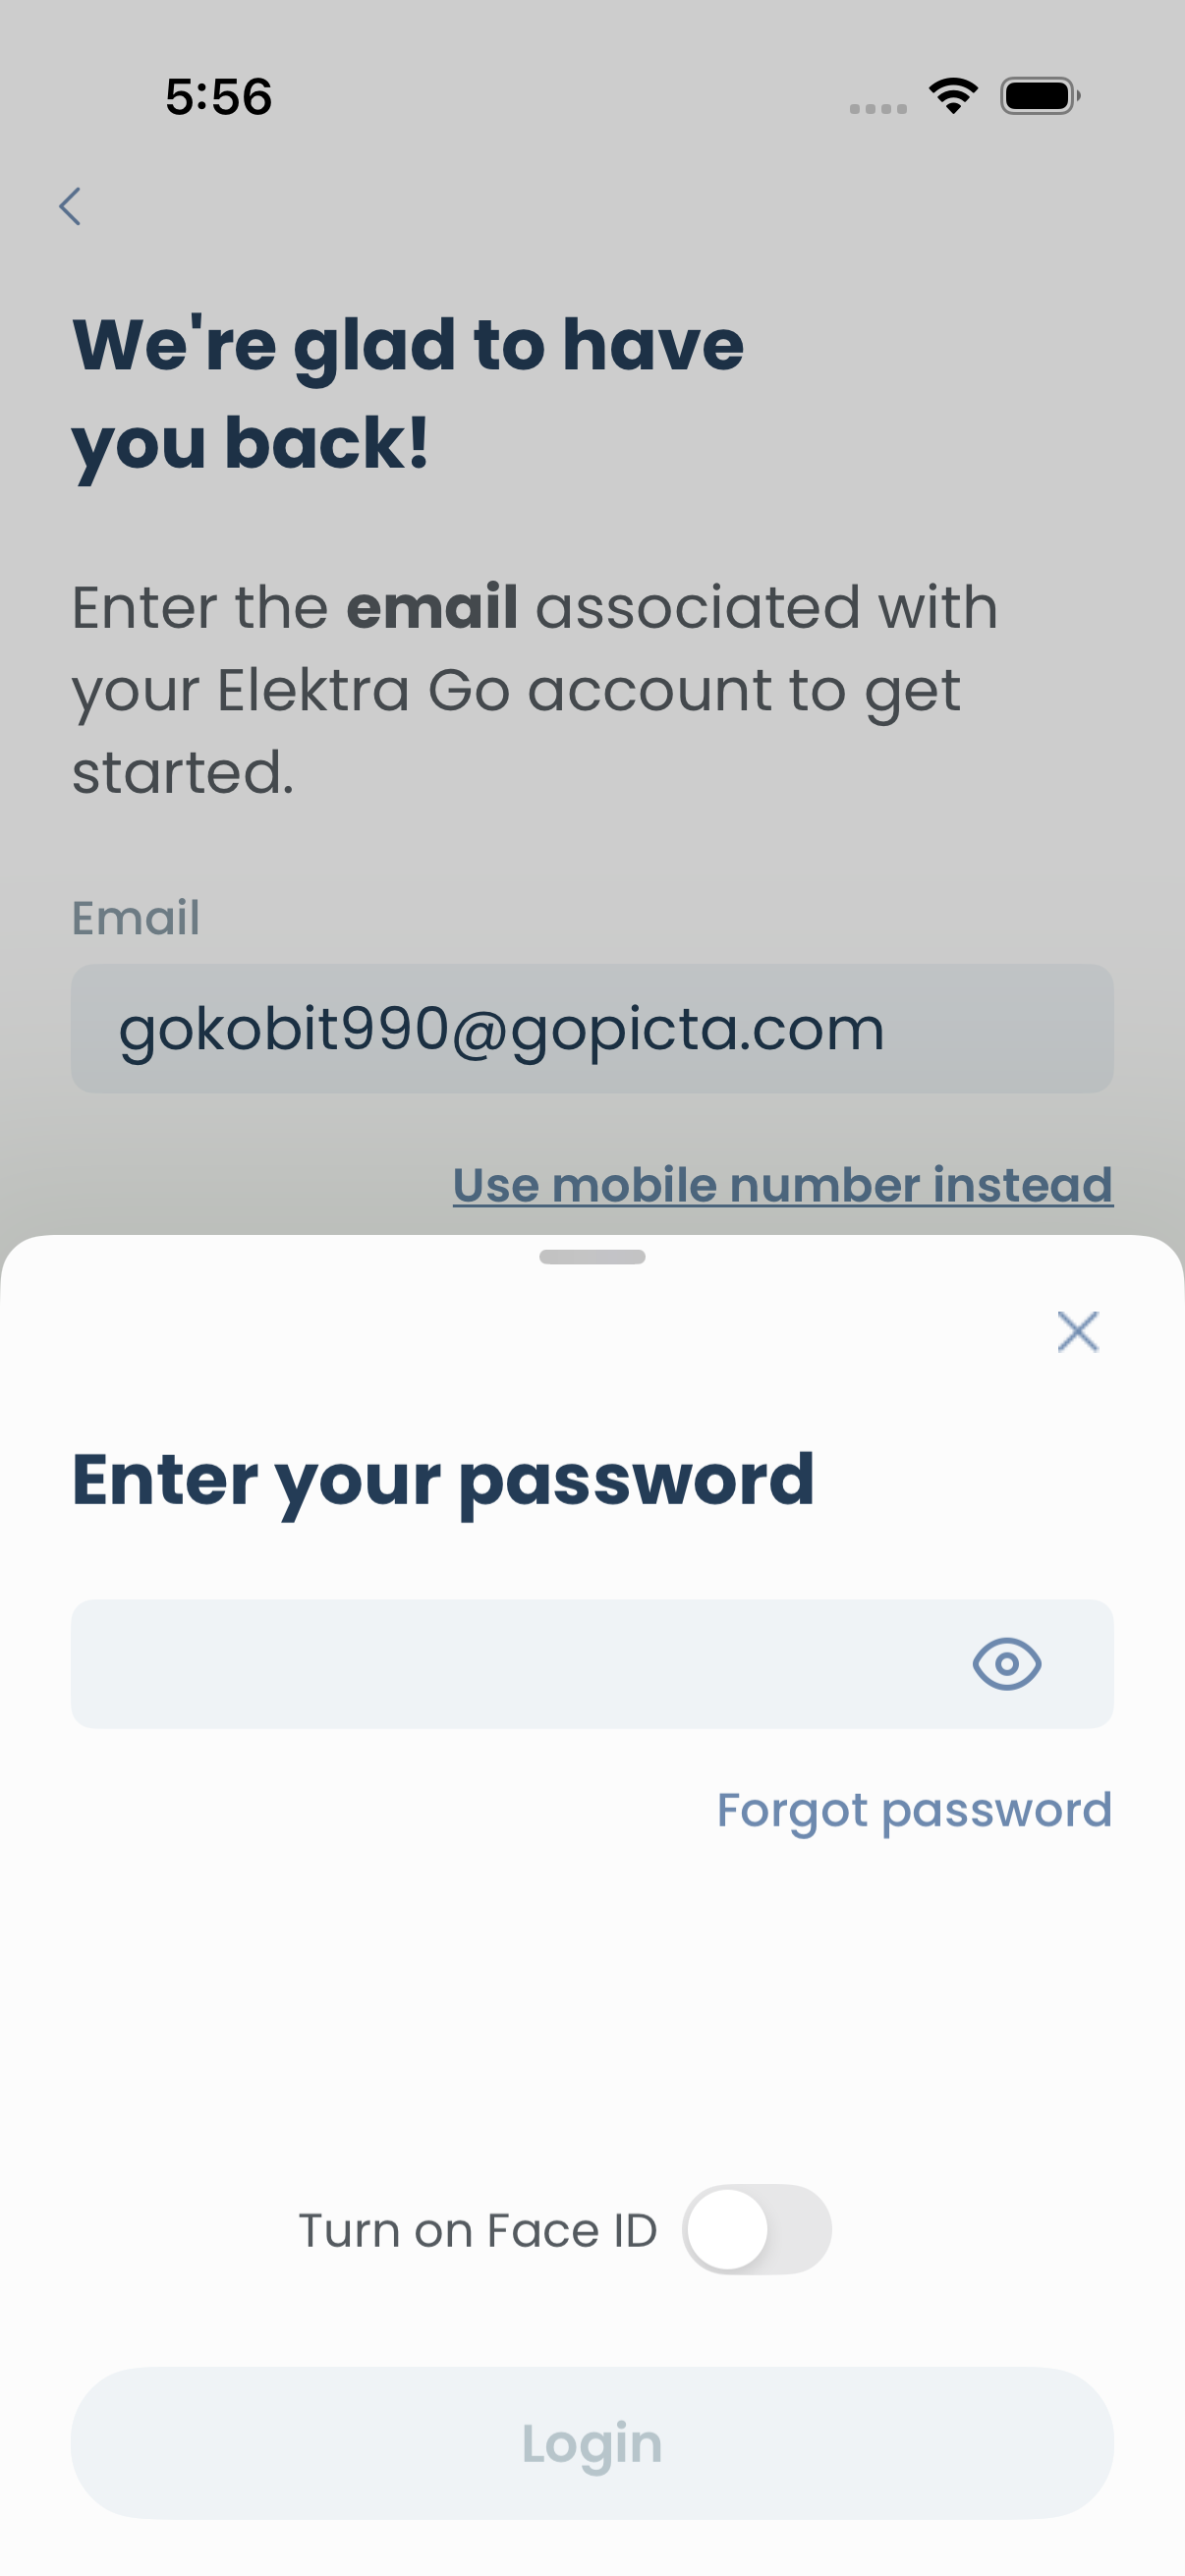 5:56
We're glad to have
you back!
Enter the email associated with
your Elektra Go account to get
started.
Email
gokobit990@gopicta.com
Use mobile number instead
Enter your password
Forgot password
Turn on Face ID
Login